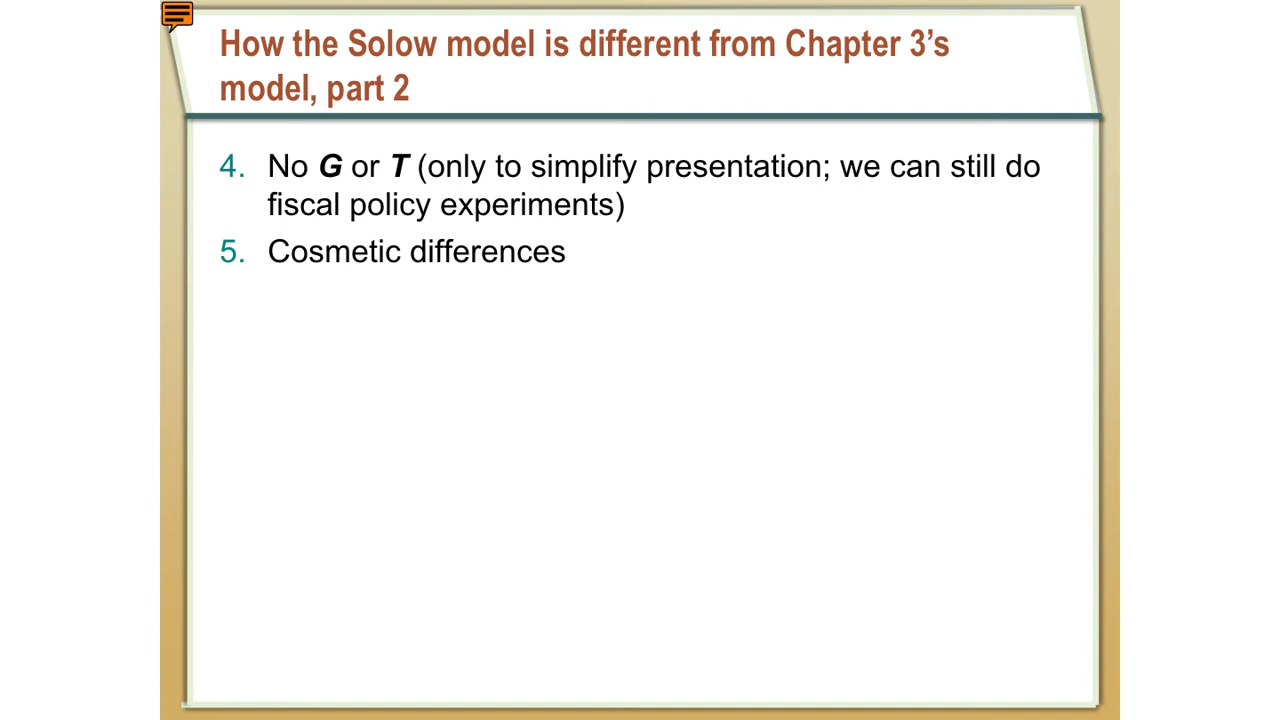 How the Solow model is different from Chapter 3’s
model, part 2
4. No G or T (only to simplify presentation; we can still do
fiscal policy experiments)
5. Cosmetic differences